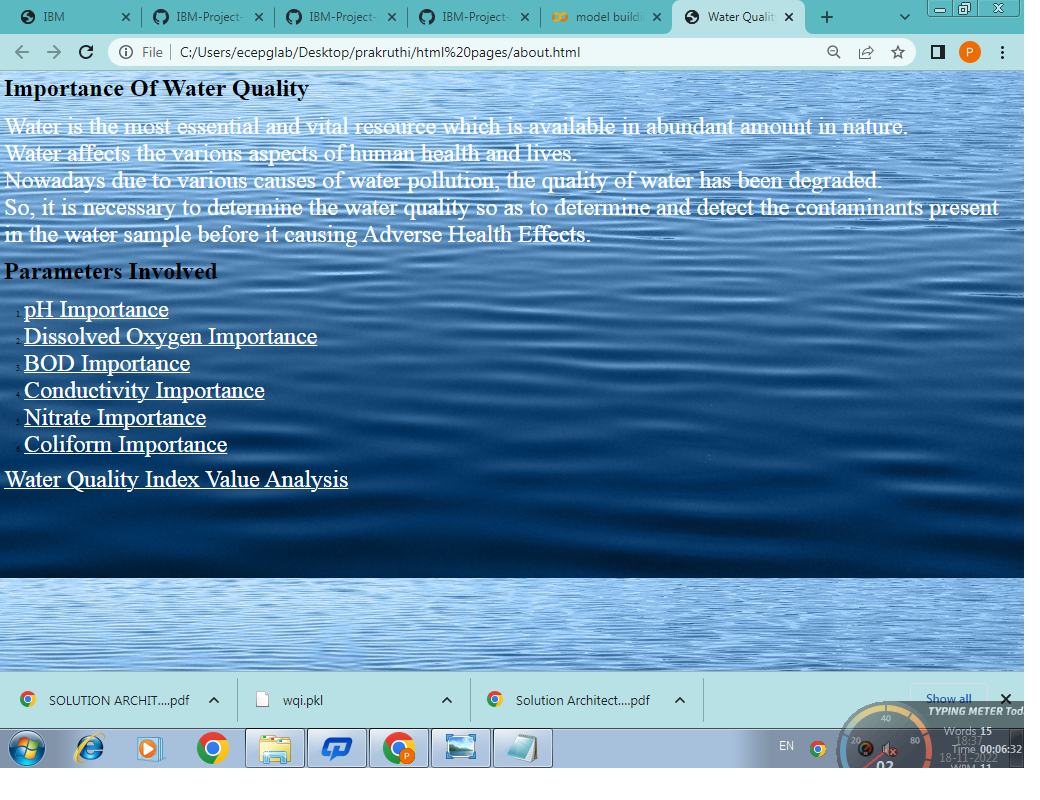 IBM
IBM-Project-
IBM-Project-
IBM-Project-
model buildi
Water Qualit
File
C:/Users/ecepglab/Desktop/prakruthi/html%20pages/about.html
P
Importance Of Water Quality
Water is the most essential and vital resource which is available in abundant amount in nature.
Water affects the various aspects of human health and lives.
Nowadays due to various causes of water pollution, the quality of water has been degraded.
So, it is necessary to determine the water quality so as to determine and detect the contaminants present
in the water sample before it causing Adverse Health Effects.
Parameters Involved
1. pH Importance
2. Dissolved Oxygen Importance
3. BOD Importance
4. Conductivity Importance
5. Nitrate Importance
6. Coliform Importance
Water Quality Index Value Analysis
SOLUTION ARCHIT....pdf
wqi.pkl
Solution Architect....pdf
Show all
TYPING METER Tod
40
20
80
02
Words 15
Time 00:06:32
WPM 11
EN
18:37
18-11-2022
P